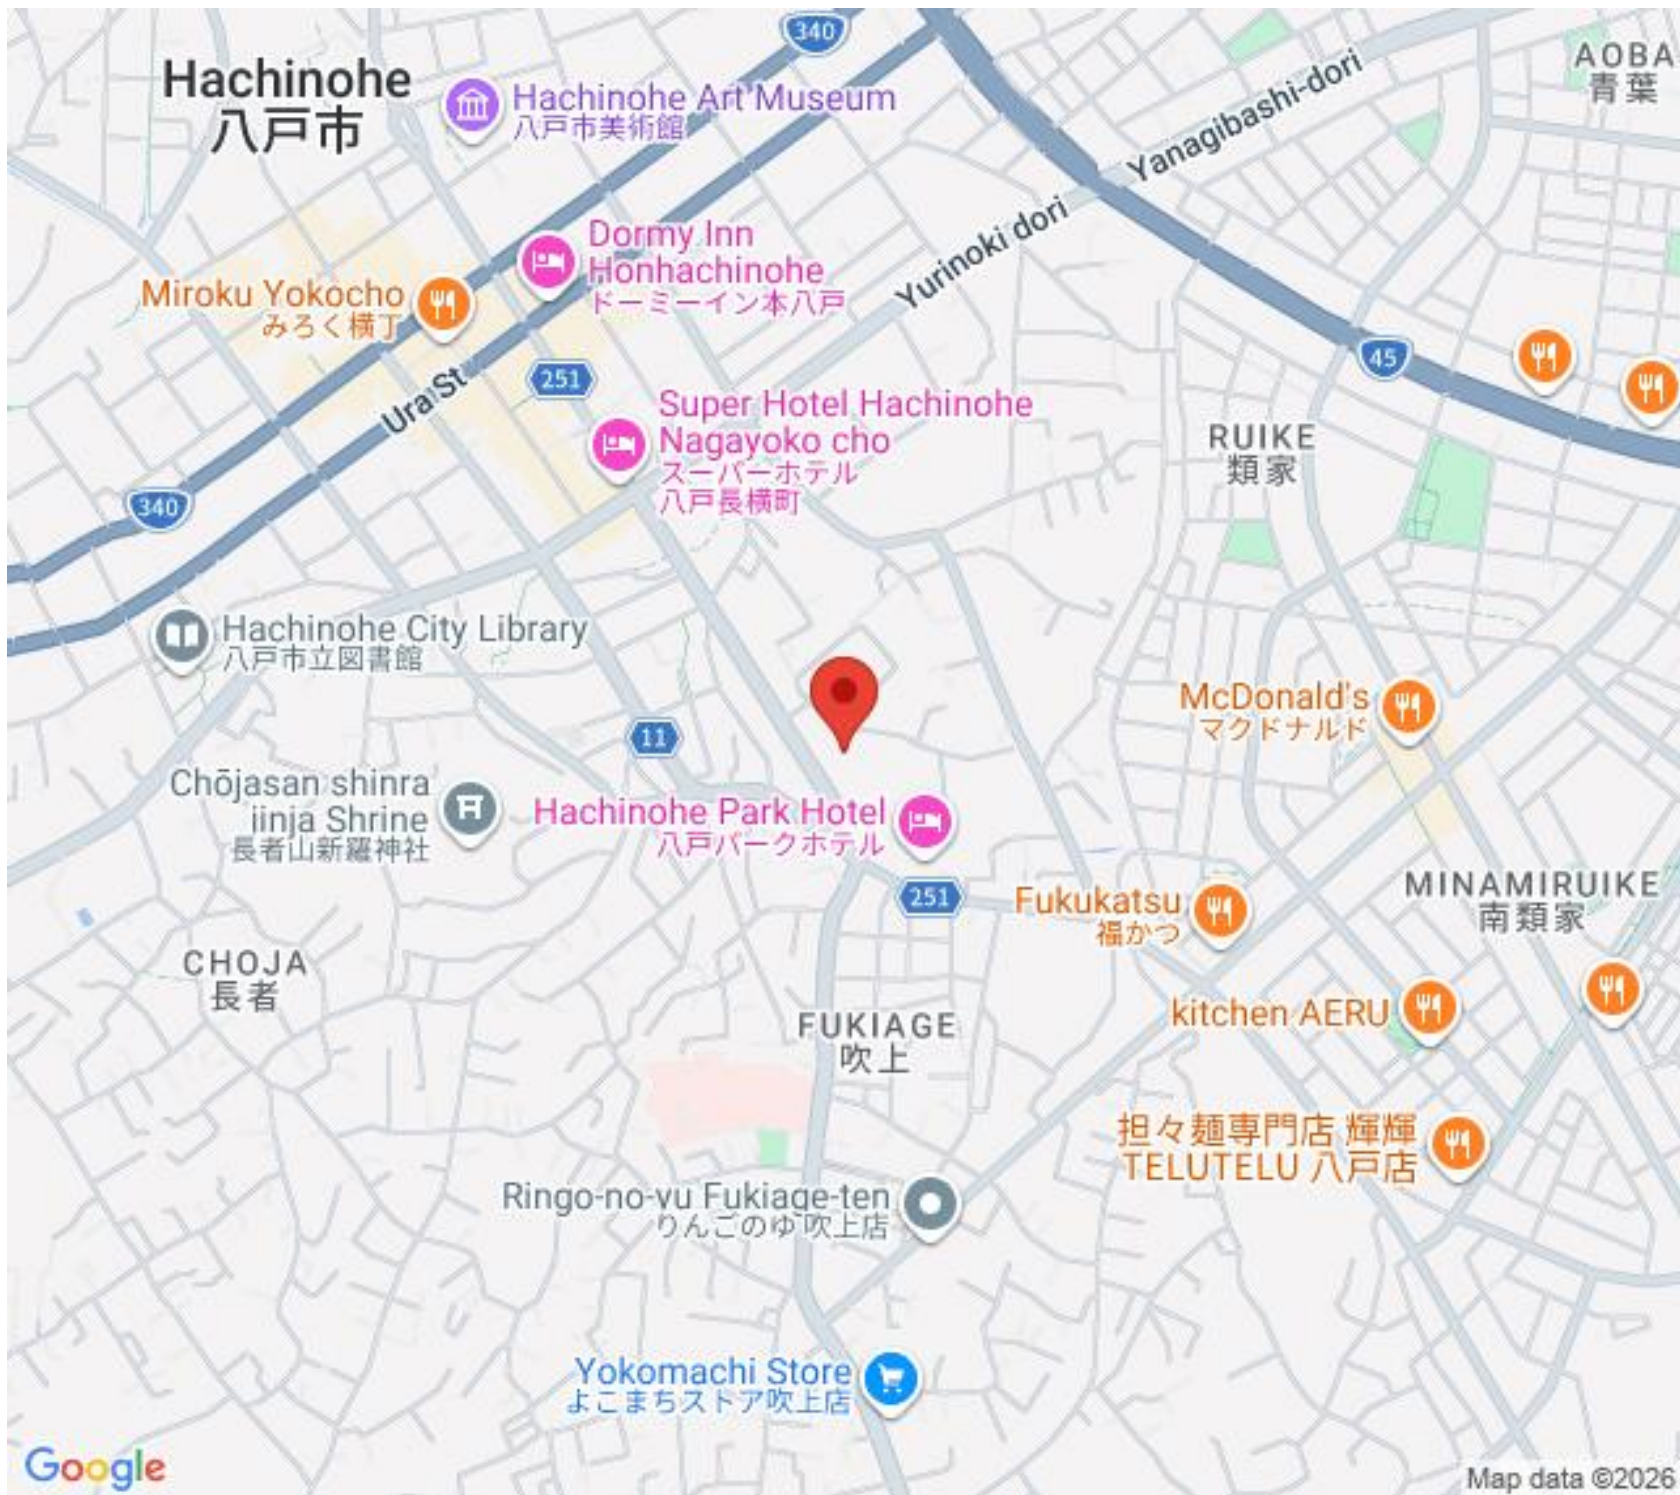 340
Hachinohe
八戸市
Hachinohe Art Museum
八戸市美術館
AOBA
青葉
Yanagibashi-dori
Yurinoki dori
Dormy Inn
Honhachinohe
ドーミーイン本八戸
Miroku Yokocho
みろく横丁
Ura St
251
45
Super Hotel Hachinohe
Nagayoko cho
スーパーホテル
八戸長横町
RUIKE
類家
340
Hachinohe City Library
八戸市立図書館
11
McDonald's
マクドナルド
Chōjasan shinra
jinja Shrine
長者山新羅神社
Hachinohe Park Hotel
八戸パークホテル
251
Fukukatsu
福かつ
MINAMIRUIKE
南類家
CHOJA
長者
FUKIAGE
吹上
kitchen AERU
担々麺専門店 輝輝
TELUTELU 八戸店
Ringo-no-yu Fukiage-ten
りんごのゆ 吹上店
Yokomachi Store
よこまちストア吹上店
Google
Map data ©2026